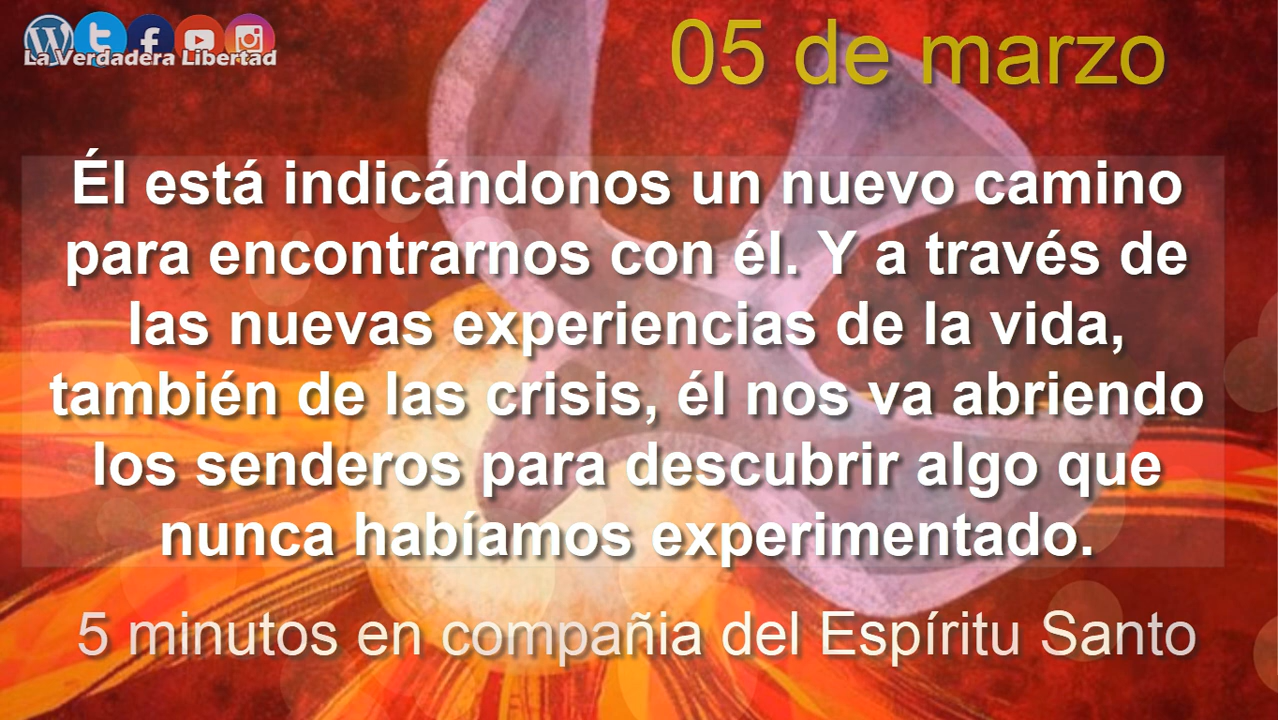 La Verdadera Libertad
05 de marzo
Él está indicándonos un nuevo camino
para encontrarnos con él. Y a través de
las nuevas experiencias de la vida,
también de las crisis, él nos va abriendo
los senderos para descubrir algo que
nunca habíamos experimentado.
5 minutos en compañia del Espíritu Santo